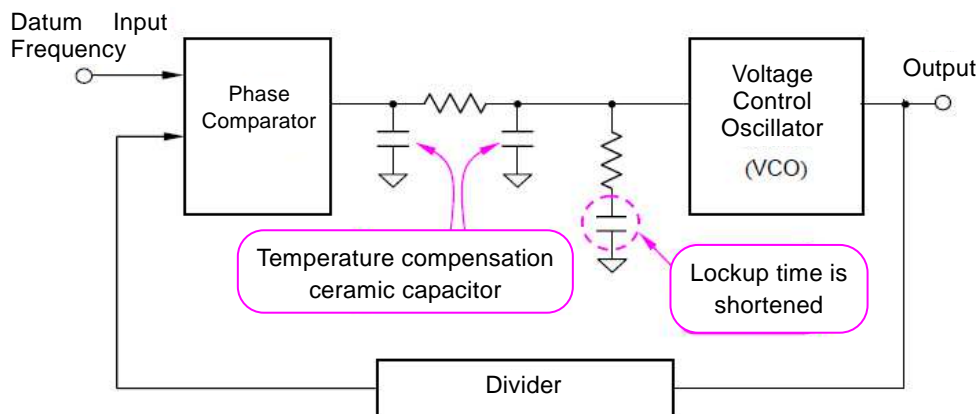 Datum Input
Frequency
Phase
Comparator
Voltage
Control
Oscillator
(VCO)
Output
Temperature compensation
ceramic capacitor
Lockup time is
shortened
Divider